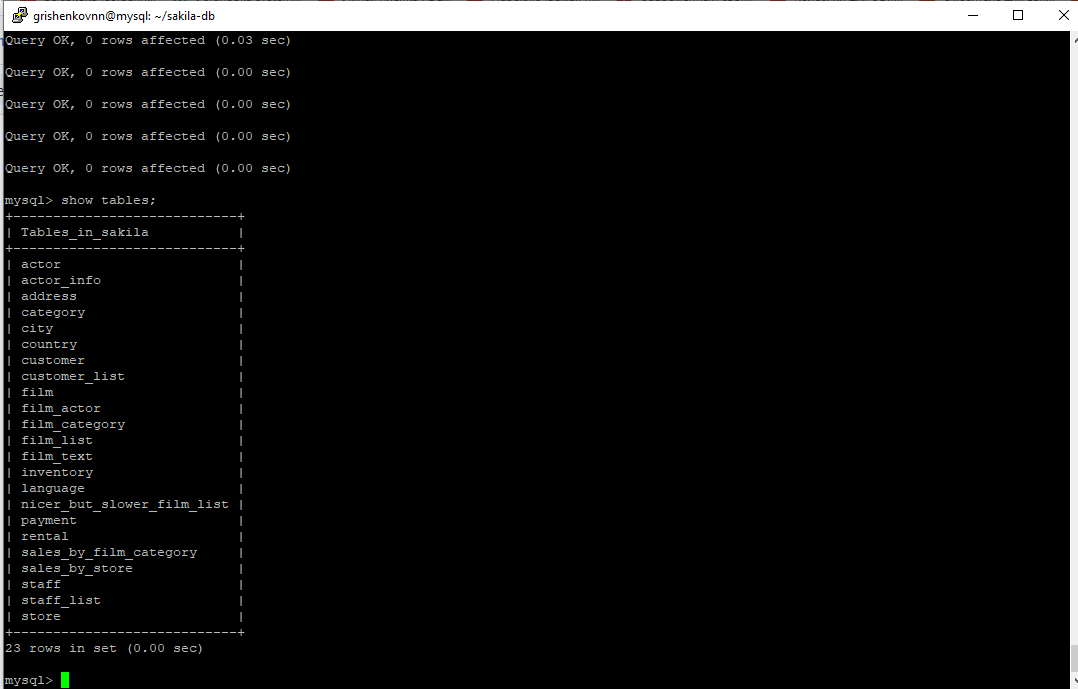 grishenkovnn@mysql: ~/sakila-db
Query OK, 0 rows affected (0.03 sec)
Query OK, 0 rows affected (0.00 sec)
Query OK, 0 rows affected (0.00 sec)
Query OK, 0 rows affected (0.00 sec)
Query OK, 0 rows affected (0.00 sec)
mysql> show tables;
+----------------------------+
| Tables_in_sakila           |
+----------------------------+
| actor                      |
| actor_info                 |
| address                    |
| category                   |
| city                       |
| country                    |
| customer                   |
| customer_list              |
| film                       |
| film_actor                 |
| film_category              |
| film_list                  |
| film_text                  |
| inventory                  |
| language                   |
| nicer_but_slower_film_list |
| payment                    |
| rental                     |
| sales_by_film_category     |
| sales_by_store             |
| staff                      |
| staff_list                 |
| store                      |
+----------------------------+
23 rows in set (0.00 sec)
mysql>